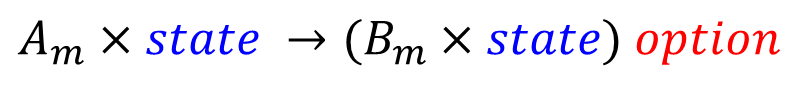 A_m × state → (B_m × state) option